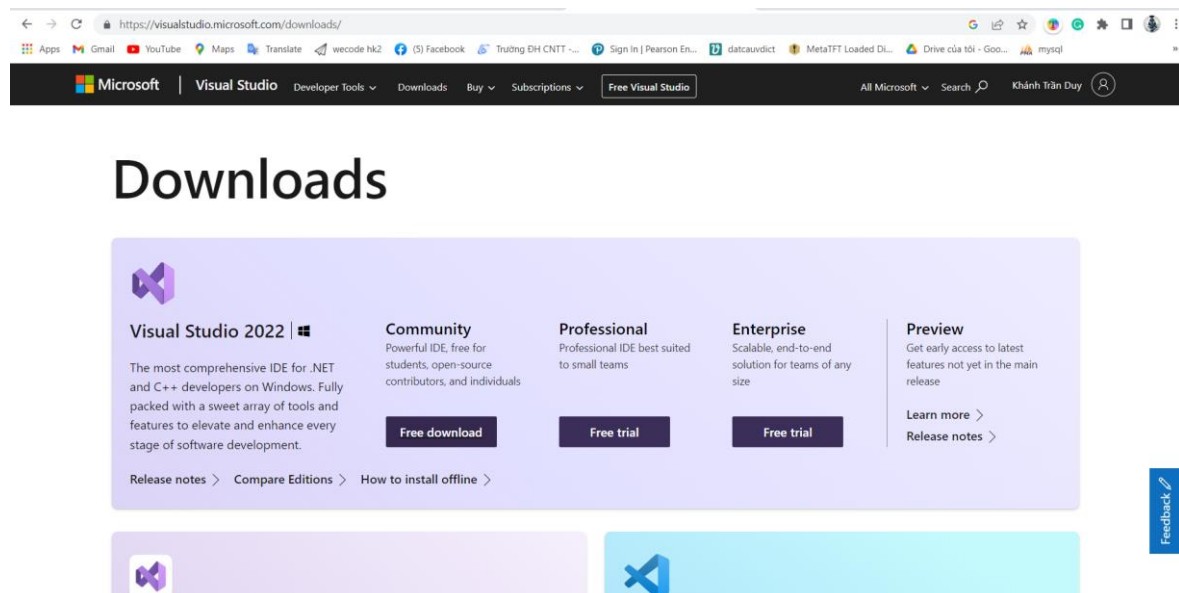 https://visualstudio.microsoft.com/downloads/
Apps Gmail YouTube Maps Translate wecode hk2 (5) Facebook Trường ĐH CNTT -... Sign In | Pearson En... datcauvdict MetaTFT Loaded Di... Drive của tôi - Goo... mysql »
Microsoft | Visual Studio Developer Tools Downloads Buy Subscriptions Free Visual Studio All Microsoft Search Khánh Trần Duy
Downloads
Visual Studio 2022
The most comprehensive IDE for .NET
and C++ developers on Windows. Fully
packed with a sweet array of tools and
features to elevate and enhance every
stage of software development.
Community
Powerful IDE, free for
students, open-source
contributors, and individuals
Free download
Professional
Professional IDE best suited
to small teams
Free trial
Enterprise
Scalable, end-to-end
solution for teams of any
size
Free trial
Preview
Get early access to latest
features not yet in the main
release
Learn more
Release notes
Release notes Compare Editions How to install offline
Feedback